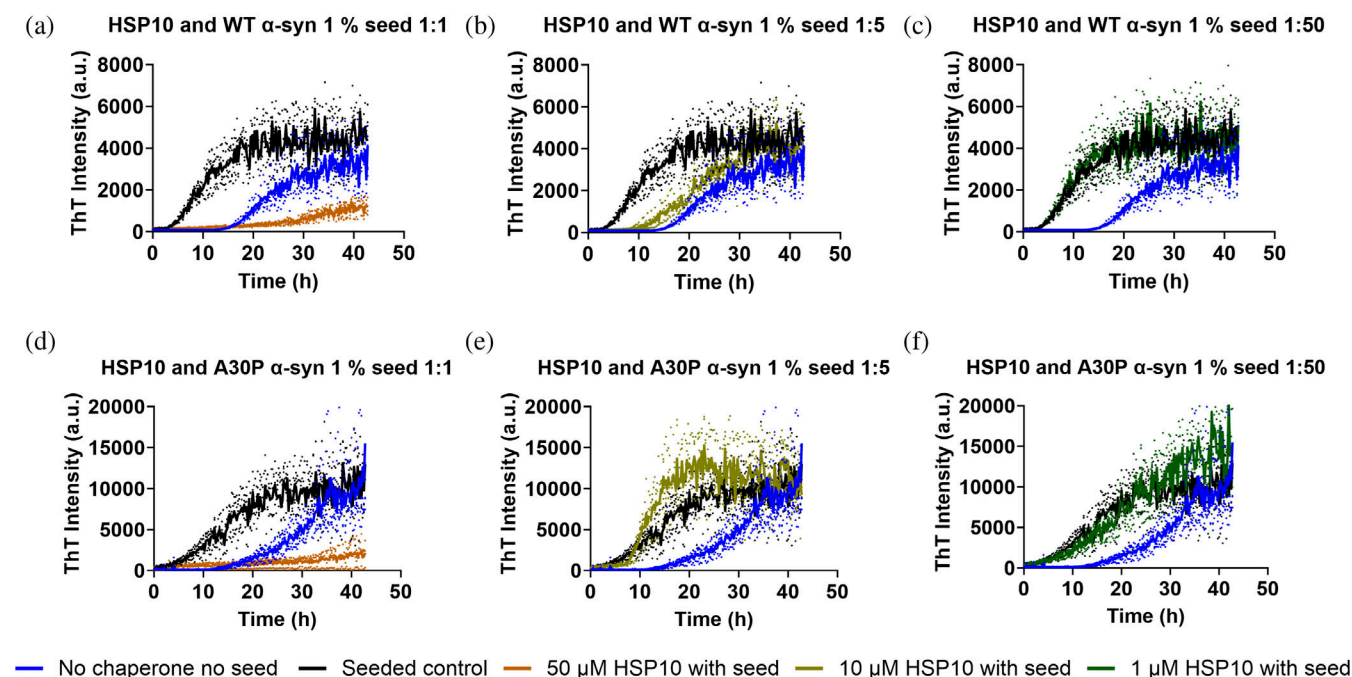 (a) HSP10 and WT α-syn 1 % seed 1:1
(b) HSP10 and WT α-syn 1 % seed 1:5
(c) HSP10 and WT α-syn 1 % seed 1:50
ThT Intensity (a.u.)
8000
6000
4000
2000
0
0 10 20 30 40 50
Time (h)
ThT Intensity (a.u.)
8000
6000
4000
2000
0
0 10 20 30 40 50
Time (h)
ThT Intensity (a.u.)
8000
6000
4000
2000
0
0 10 20 30 40 50
Time (h)
(d) HSP10 and A30P α-syn 1 % seed 1:1
(e) HSP10 and A30P α-syn 1 % seed 1:5
(f) HSP10 and A30P α-syn 1 % seed 1:50
ThT Intensity (a.u.)
20000
15000
10000
5000
0
0 10 20 30 40 50
Time (h)
ThT Intensity (a.u.)
20000
15000
10000
5000
0
0 10 20 30 40 50
Time (h)
ThT Intensity (a.u.)
20000
15000
10000
5000
0
0 10 20 30 40 50
Time (h)
No chaperone no seed Seeded control 50 μM HSP10 with seed 10 μM HSP10 with seed 1 μM HSP10 with seed